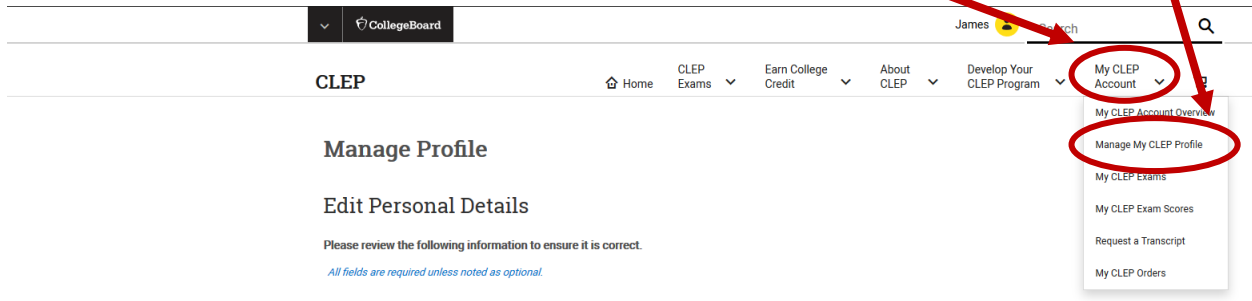 CollegeBoard
James
Search
CLEP
Home
CLEP
Exams
Earn College
Credit
About
CLEP
Develop Your
CLEP Program
My CLEP
Account
My CLEP Account Overview
Manage My CLEP Profile
My CLEP Exams
My CLEP Exam Scores
Request a Transcript
My CLEP Orders
Manage Profile
Edit Personal Details
Please review the following information to ensure it is correct.
All fields are required unless noted as optional.